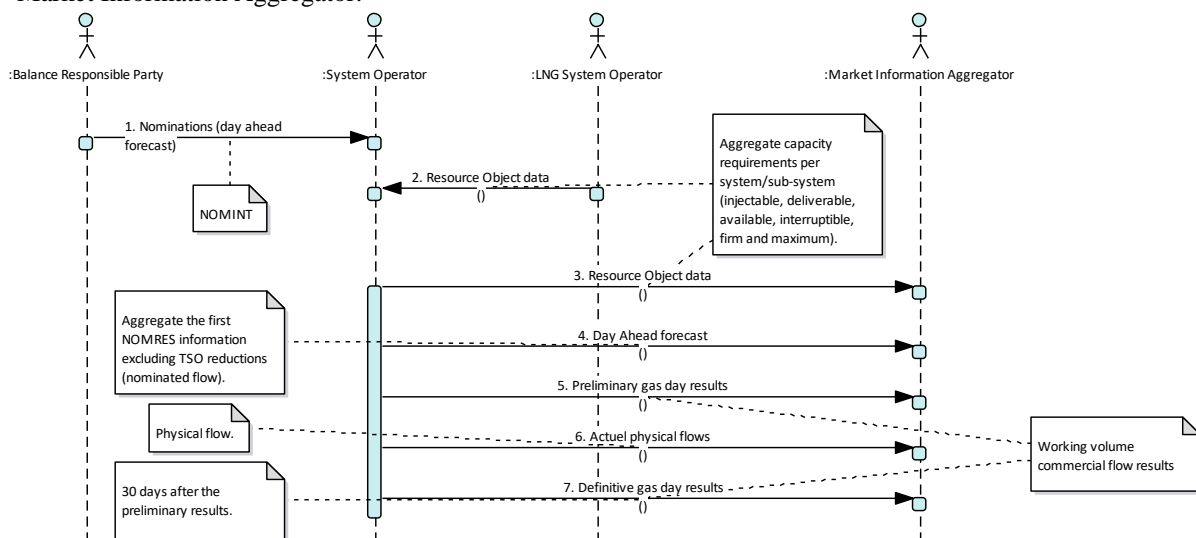 Market Information Aggregator.
:Balance Responsible Party
:System Operator
:LNG System Operator
:Market Information Aggregator
1. Nominations (day ahead
forecast)
NOMINT
2. Resource Object data
()
Aggregate capacity
requirements per
system/sub-system
(injectable, deliverable,
available, interruptible,
firm and maximum).
3. Resource Object data
()
Aggregate the first
NOMRES information
excluding TSO reductions
(nominated flow).
4. Day Ahead forecast
()
5. Preliminary gas day results
()
Physical flow.
6. Actuel physical flows
()
Working volume
commercial flow results
30 days after the
preliminary results.
7. Definitive gas day results
()